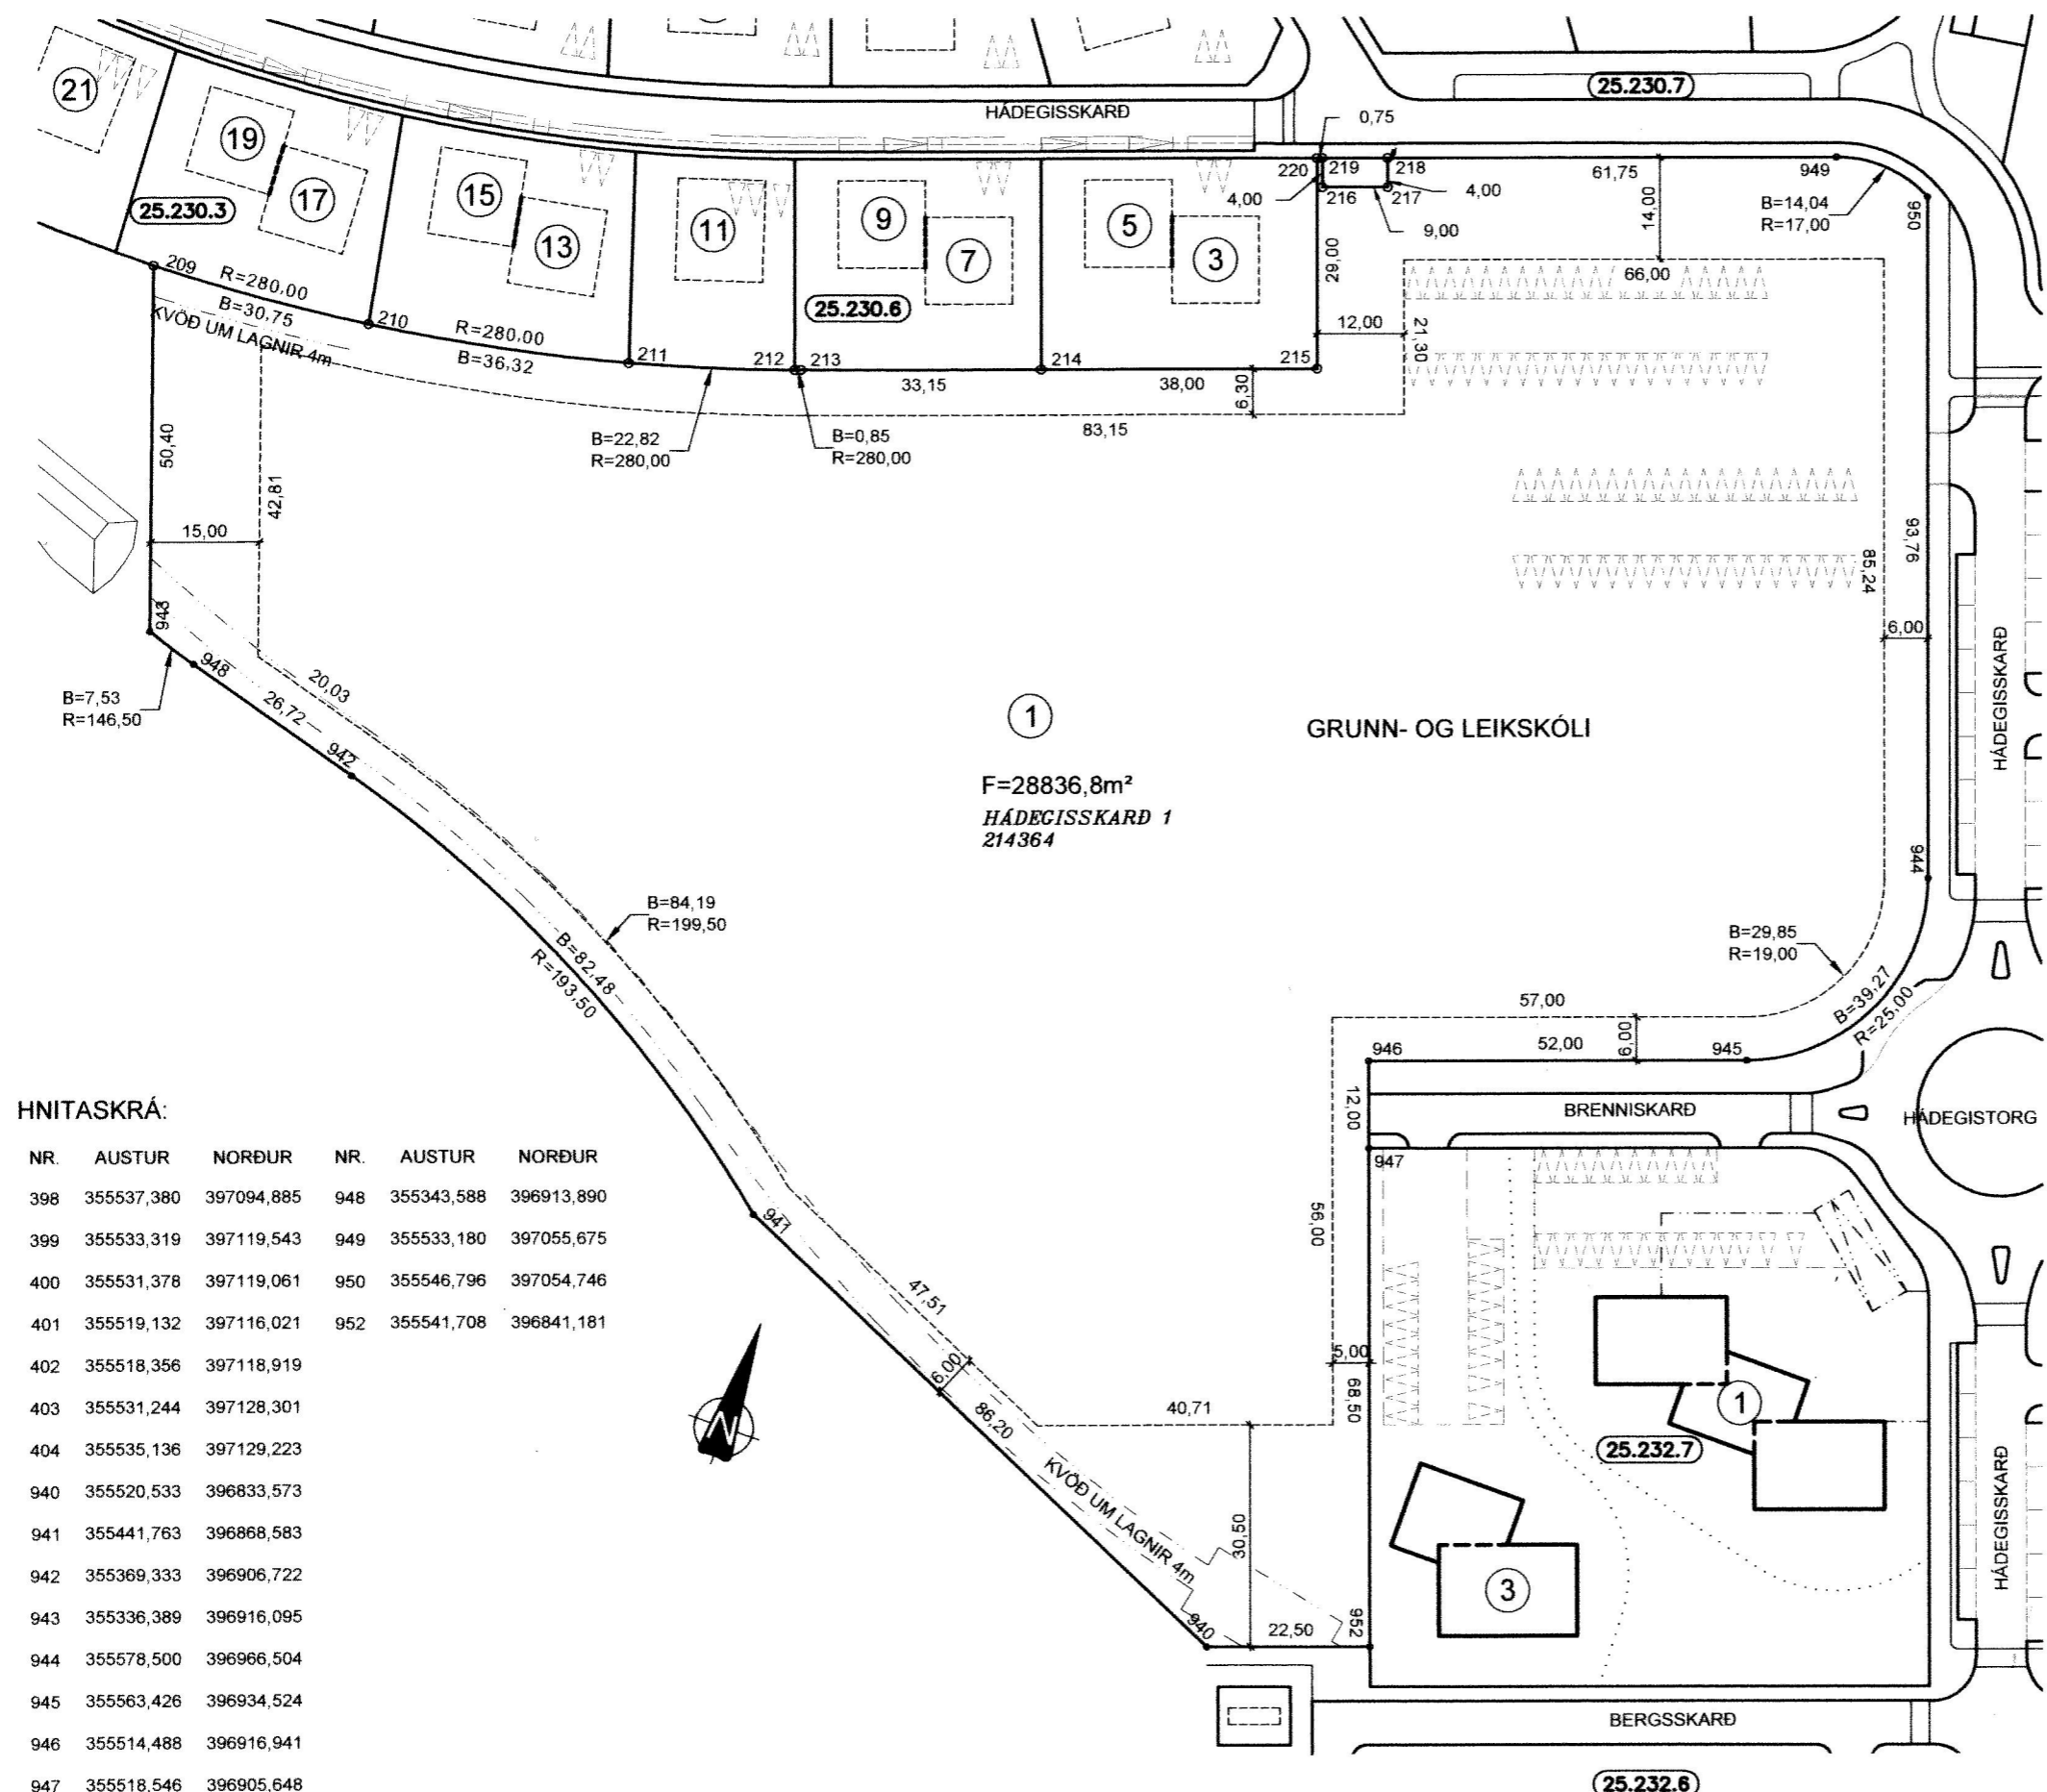 25.230.7
HÁDEGISSKARÐ
0,75
21
19
17
25.230.3
15
13
11
9
7
5
3
25.230.6
220
219
218
4,00
216
217
4,00
9,00
61,75
949
14,00
B=14,04
R=17,00
950
29,00
66,00
209
R=280,00
B=30,75
KVÖÐ UM LAGNIR 4m
210
R=280,00
B=36,32
211
212
213
33,15
214
38,00
215
12,00
21,30
6,30
83,15
B=22,82
R=280,00
B=0,85
R=280,00
50,40
42,81
15,00
93,76
85,24
6,00
943
948
B=7,53
R=146,50
20,03
26,72
942
1
GRUNN- OG LEIKSKÓLI
F=28836,8m²
HÁDEGISSKARÐ 1
214364
HÁDEGISSKARÐ
944
B=84,19
R=199,50
B=82,48
R=193,50
B=29,85
R=19,00
B=39,27
R=25,00
57,00
6,00
946
52,00
945
12,00
BRENNISKARÐ
HÁDEGISTORG
947
56,00
941
47,51
6,00
86,20
5,00
68,50
40,71
30,50
KVÖÐ UM LAGNIR 4m
940
22,50
952
1
25.232.7
3
HÁDEGISSKARÐ
BERGSSKARÐ
25.232.6
N
HNITASKRÁ:
NR. AUSTUR NORÐUR NR. AUSTUR NORÐUR
398 355537,380 397094,885 948 355343,588 396913,890
399 355533,319 397119,543 949 355533,180 397055,675
400 355531,378 397119,061 950 355546,796 397054,746
401 355519,132 397116,021 952 355541,708 396841,181
402 355518,356 397118,919
403 355531,244 397128,301
404 355535,136 397129,223
940 355520,533 396833,573
941 355441,763 396868,583
942 355369,333 396906,722
943 355336,389 396916,095
944 355578,500 396966,504
945 355563,426 396934,524
946 355514,488 396916,941
947 355518,546 396905,648